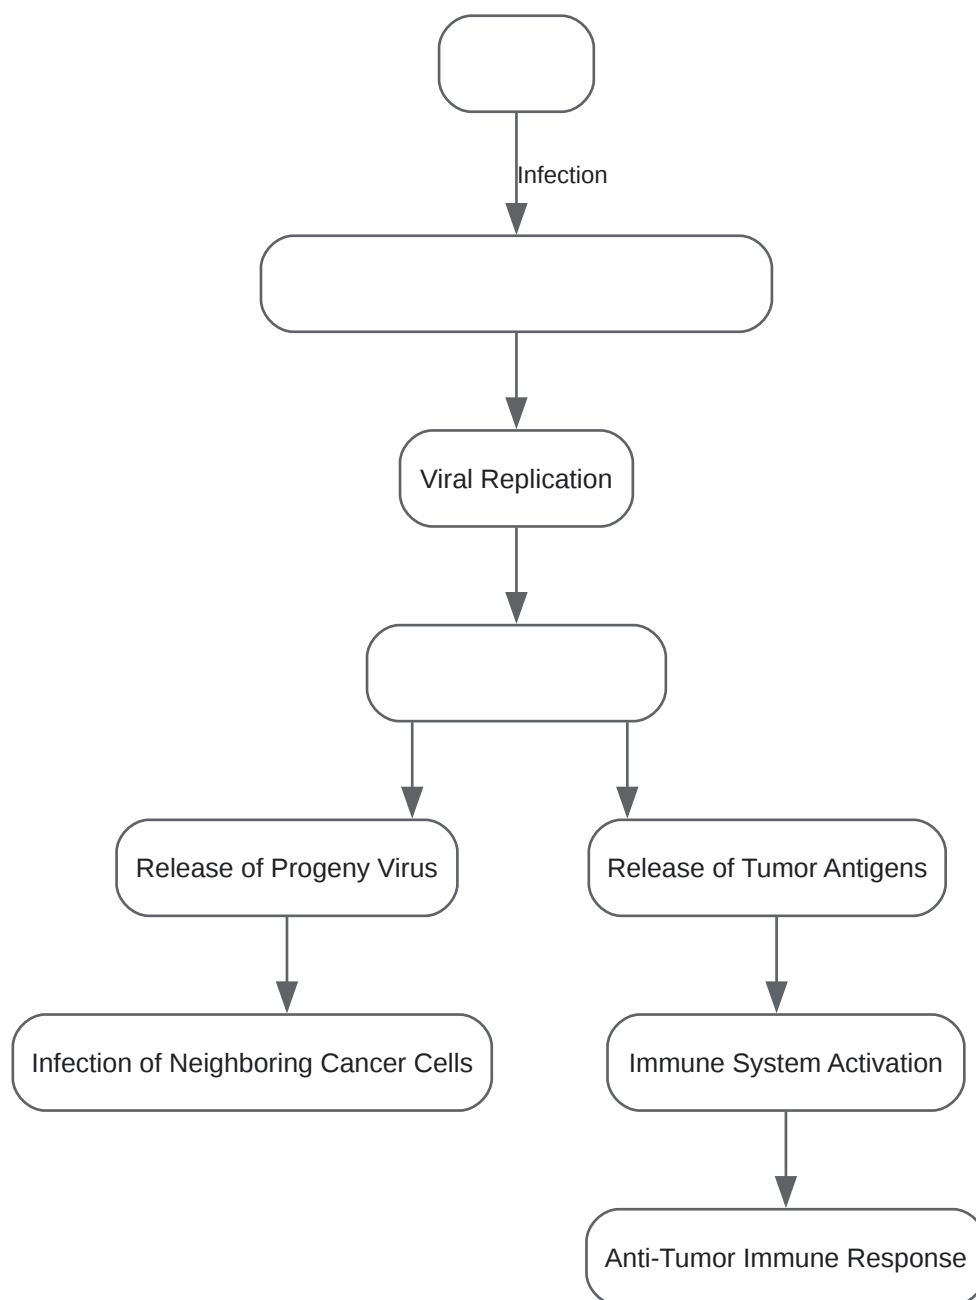 Infection
Viral Replication
Release of Progeny Virus
Release of Tumor Antigens
Infection of Neighboring Cancer Cells
Immune System Activation
Anti-Tumor Immune Response